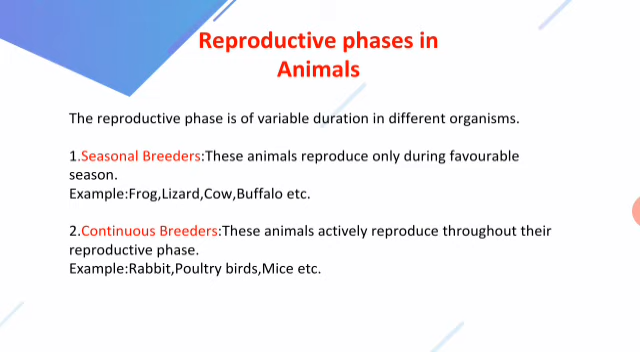 Reproductive phases in
Animals
The reproductive phase is of variable duration in different organisms.
1.Seasonal Breeders:These animals reproduce only during favourable
season.
Example:Frog,Lizard,Cow,Buffalo etc.
2.Continuous Breeders:These animals actively reproduce throughout their
reproductive phase.
Example:Rabbit,Poultry birds,Mice etc.